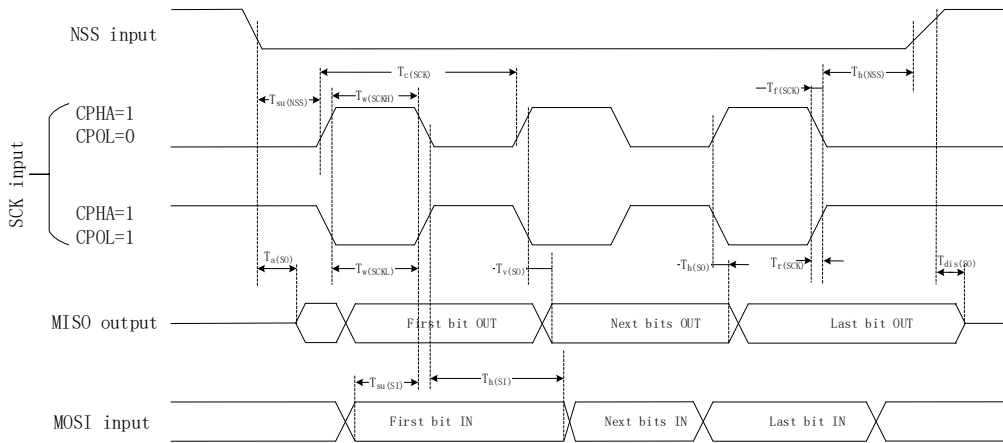 NSS input
Tc(SCK)
Th(NSS)
Tsu(NSS)
Tw(SCKH)
Tf(SCK)
SCK input
CPHA=1
CPOL=0
CPHA=1
CPOL=1
Ta(SO)
Tw(SCKL)
Tv(SO)
Th(SO)
Tr(SCK)
Tdis(SO)
MISO output
First bit OUT
Next bits OUT
Last bit OUT
Tsu(SI)
Th(SI)
MOSI input
First bit IN
Next bits IN
Last bit IN